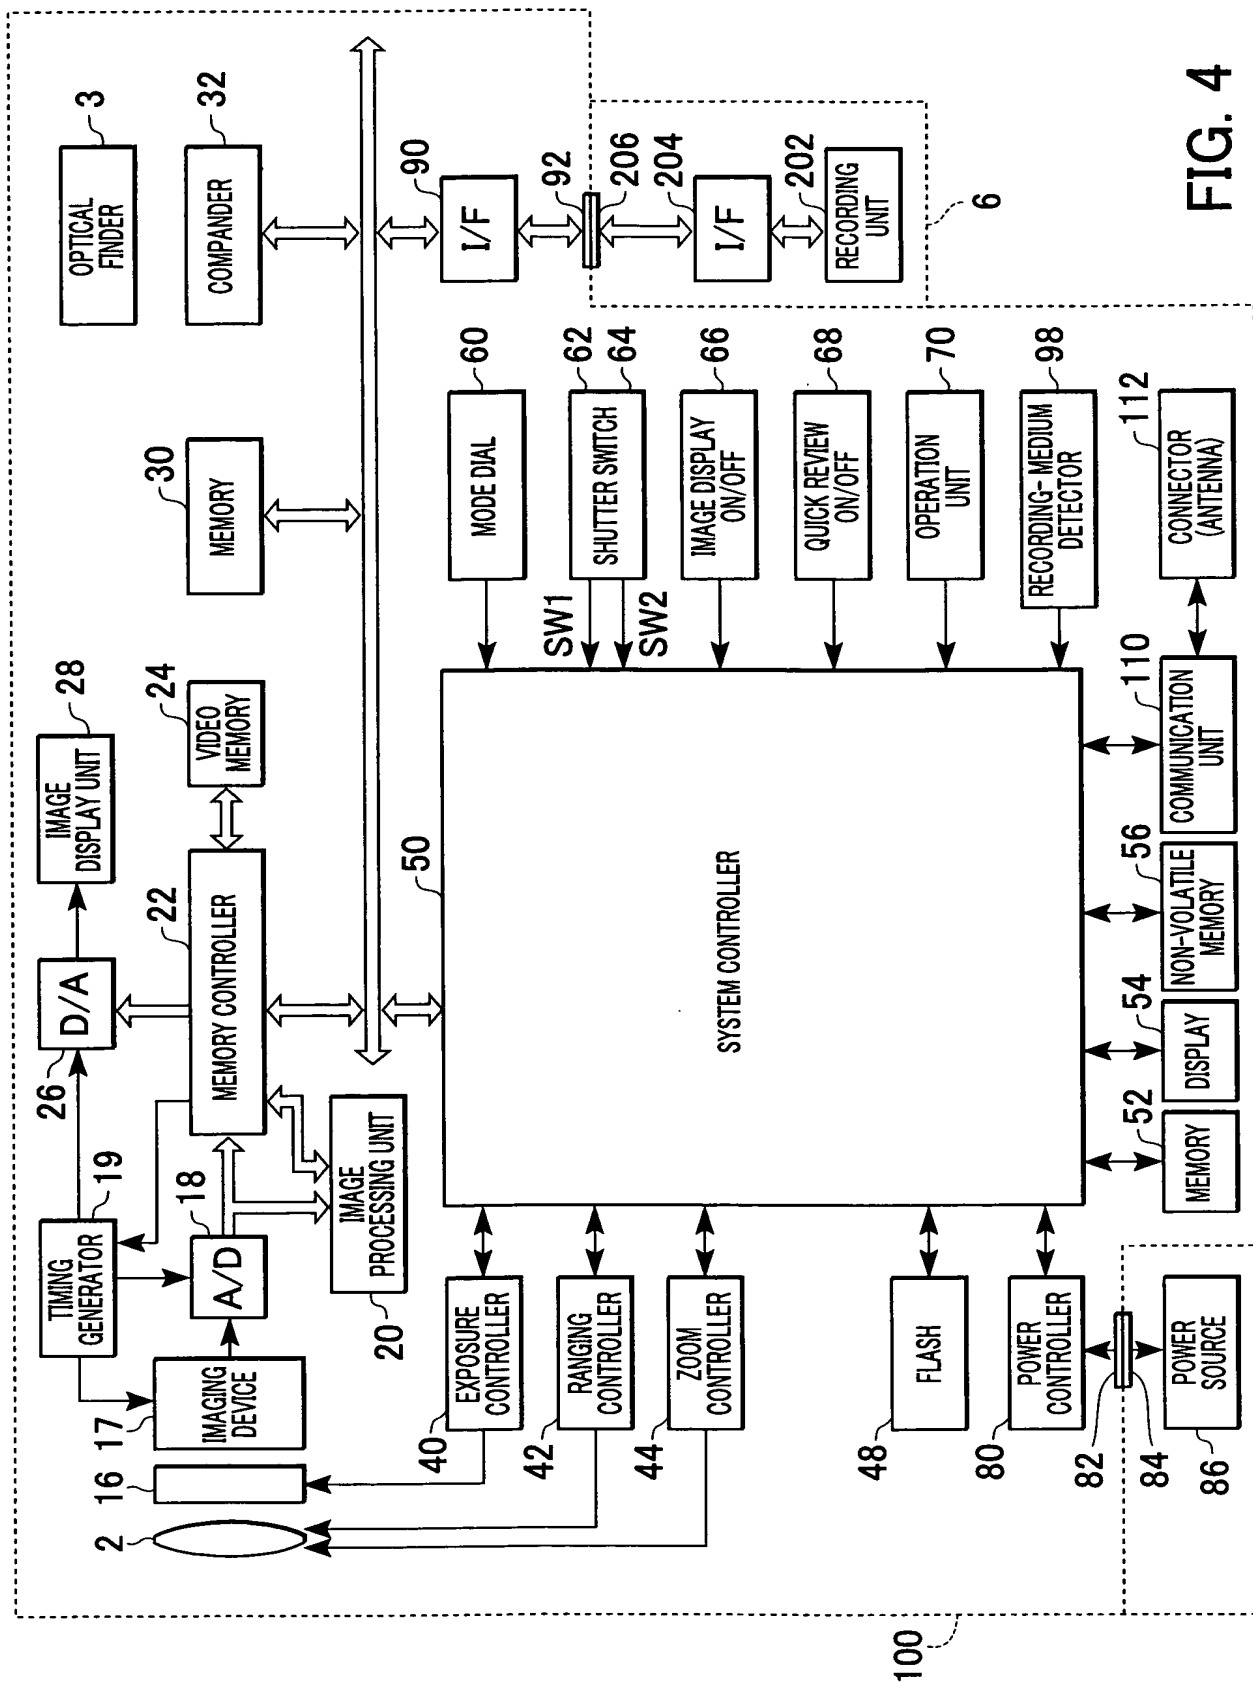 100
2
16
17
IMAGING
DEVICE
TIMING
GENERATOR
19
A/D
18
26
D/A
IMAGE
DISPLAY UNIT
28
MEMORY CONTROLLER
22
VIDEO
MEMORY
24
MEMORY
30
OPTICAL
FINDER
3
COMPANDER
32
IMAGE
PROCESSING UNIT
20
40
EXPOSURE
CONTROLLER
42
RANGING
CONTROLLER
44
ZOOM
CONTROLLER
48
FLASH
80
POWER
CONTROLLER
82
84
86
POWER
SOURCE
50
SYSTEM CONTROLLER
MODE DIAL
60
SW1
SW2
SHUTTER SWITCH
62
64
IMAGE DISPLAY
ON/OFF
66
QUICK REVIEW
ON/OFF
68
OPERATION
UNIT
70
RECORDING-MEDIUM
DETECTOR
98
I/F
90
92
206
I/F
204
RECORDING
UNIT
202
6
MEMORY
52
DISPLAY
54
NON-VOLATILE
MEMORY
56
COMMUNICATION
UNIT
110
CONNECTOR
(ANTENNA)
112
FIG. 4